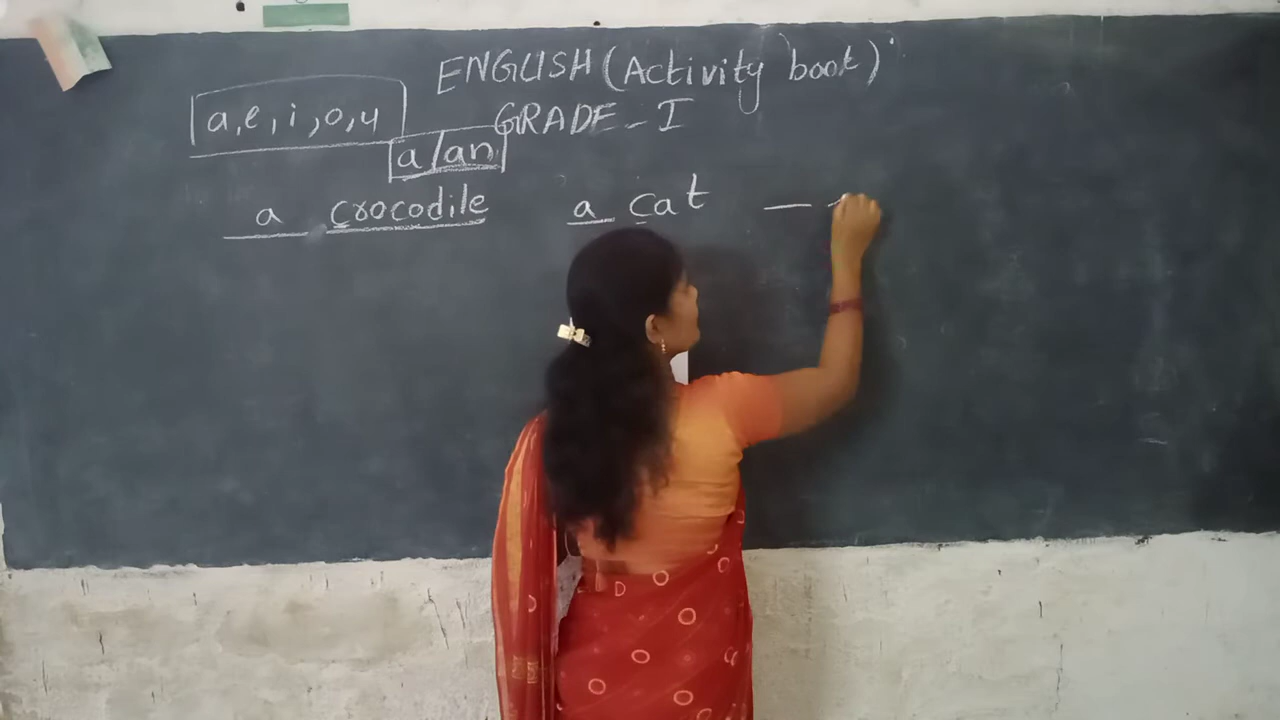 ENGLISH (Activity book)
a, e, i, o, u
GRADE - I
a/an
a crocodile a cat —